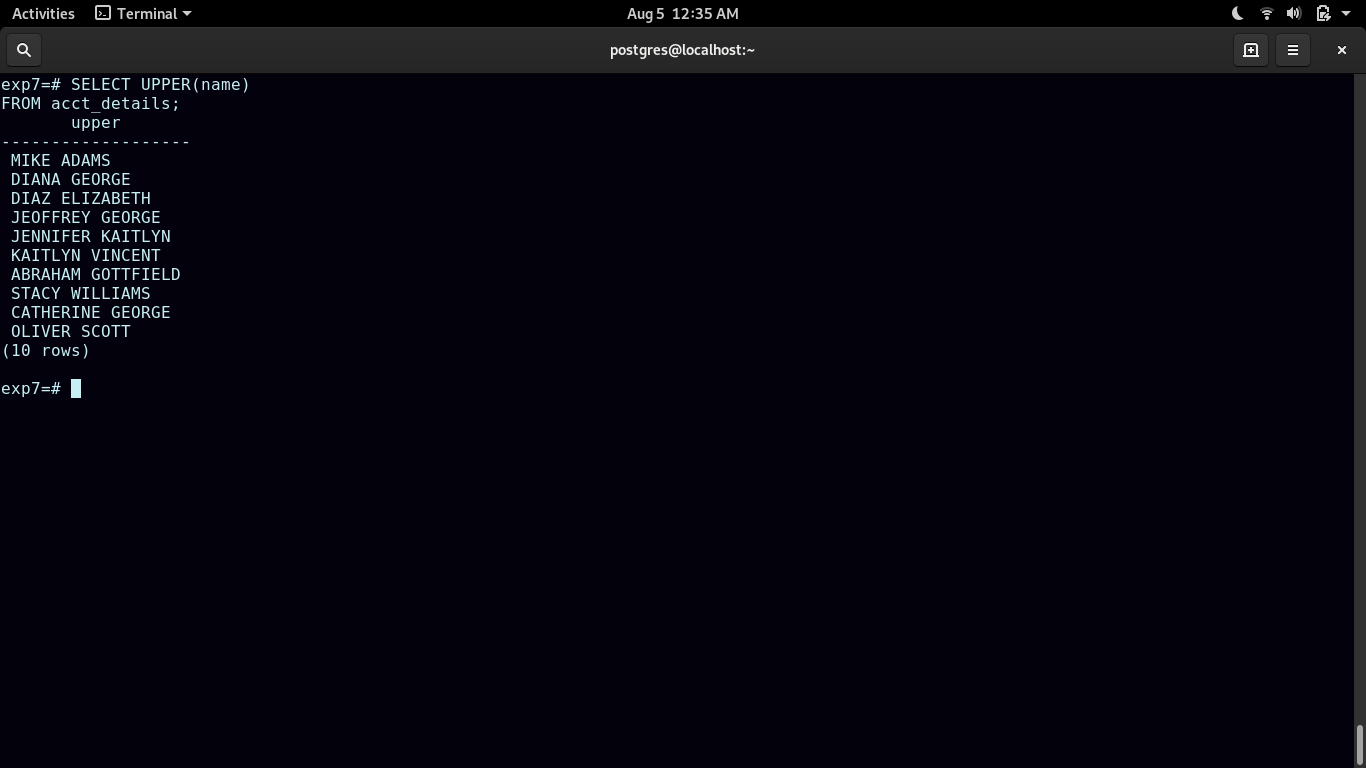 Activities Terminal Aug 5 12:35 AM
postgres@localhost:~
exp7=# SELECT UPPER(name)
FROM acct_details;
       upper
-------------------
 MIKE ADAMS
 DIANA GEORGE
 DIAZ ELIZABETH
 JEOFFREY GEORGE
 JENNIFER KAITLYN
 KAITLYN VINCENT
 ABRAHAM GOTTFIELD
 STACY WILLIAMS
 CATHERINE GEORGE
 OLIVER SCOTT
(10 rows)
exp7=#